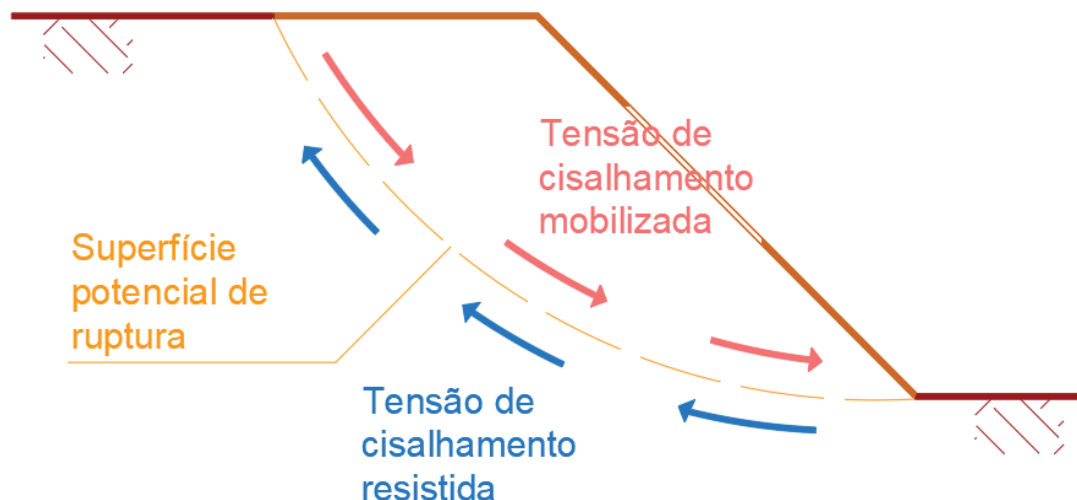 Tensão de
cisalhamento
mobilizada
Superfície
potencial de
ruptura
Tensão de
cisalhamento
resistida